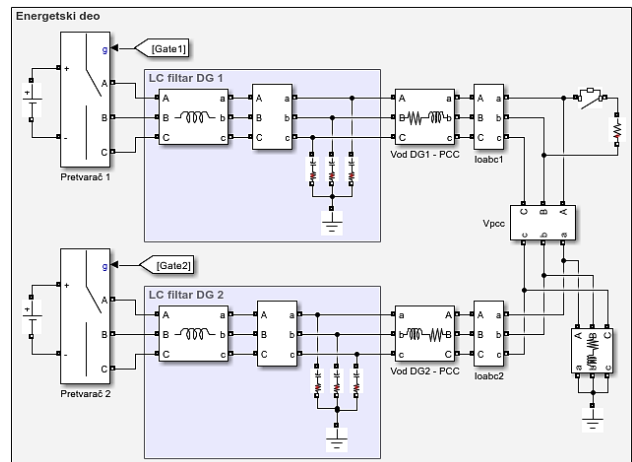 Energetski deo
g
[Gate1]
LC filtar DG 1
+
+
A
A
a
A
a
A
a
A
a
B
B
b
B
b
B
b
B
b
-
C
C
c
C
c
C
c
C
c
Pretvarač 1
Vod DG1 - PCC
Ioabc1
C
B
A
Vpcc
c
b
a
g
[Gate2]
LC filtar DG 2
+
+
A
A
a
A
a
a
A
A
a
B
B
b
B
b
b
B
B
b
-
C
C
c
C
c
c
C
C
c
Pretvarač 2
Vod DG2 - PCC
Ioabc2
A
B
C
a
b
c